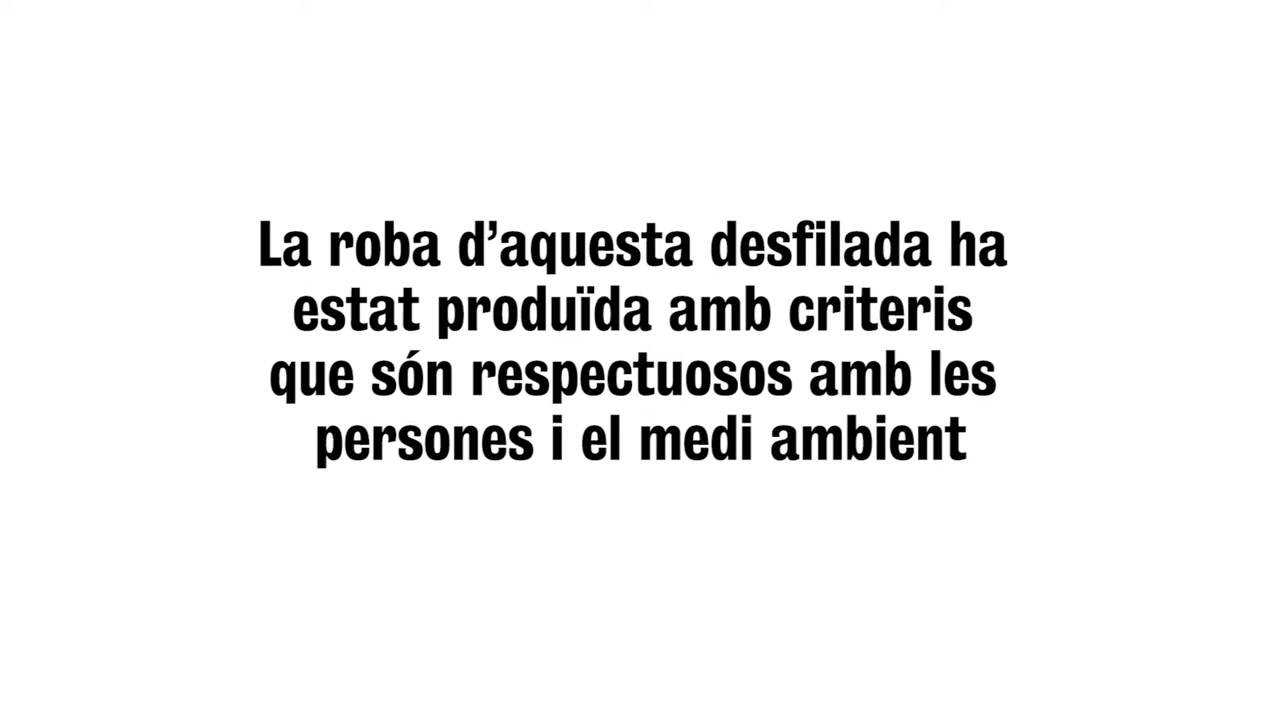 La roba d’aquesta desfilada ha
estat produïda amb criteris
que són respectuosos amb les
persones i el medi ambient